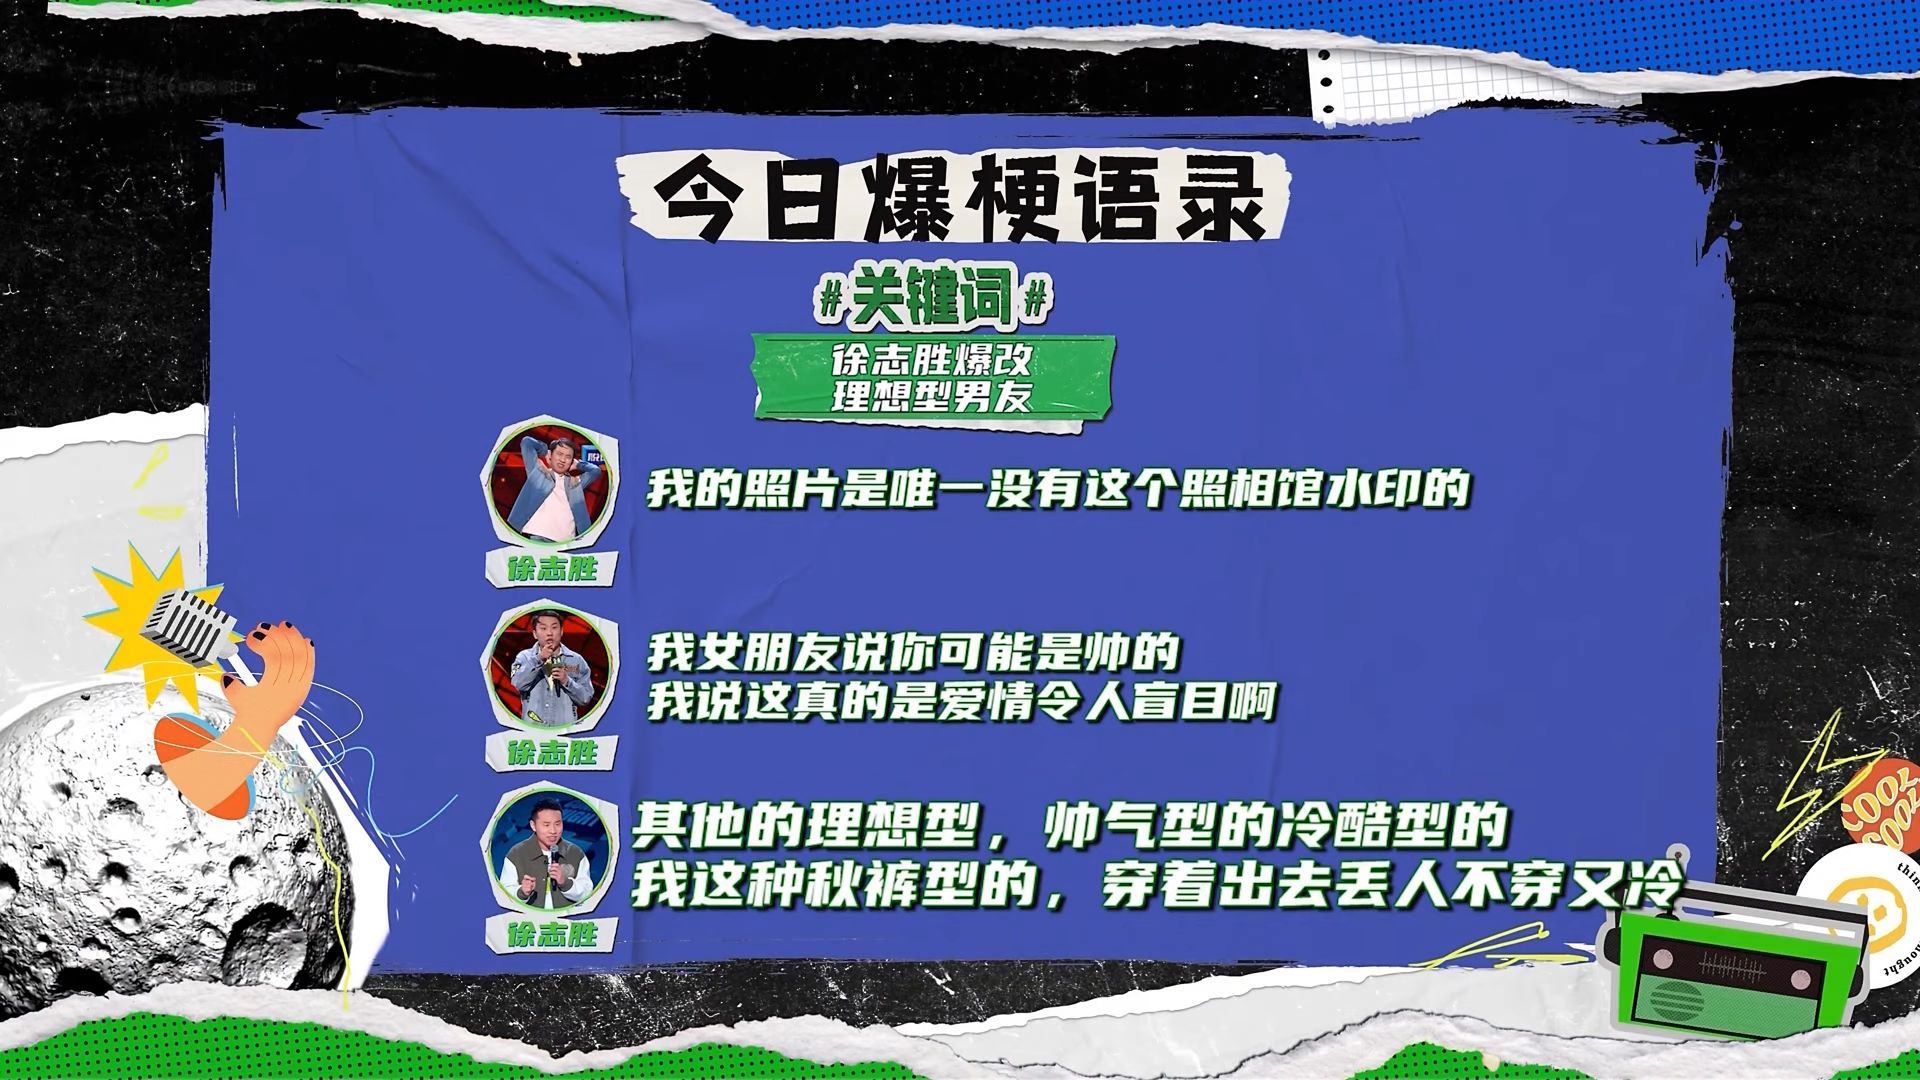 今日爆梗语录
#关键词#
徐志胜爆改
理想型男友
我的照片是唯一没有这个照相馆水印的
徐志胜
我女朋友说你可能是帅的
我说这真的是爱情令人盲目啊
徐志胜
其他的理想型，帅气型的冷酷型的
我这种秋裤型的，穿着出去丢人不穿又冷
徐志胜
COOL
COOL